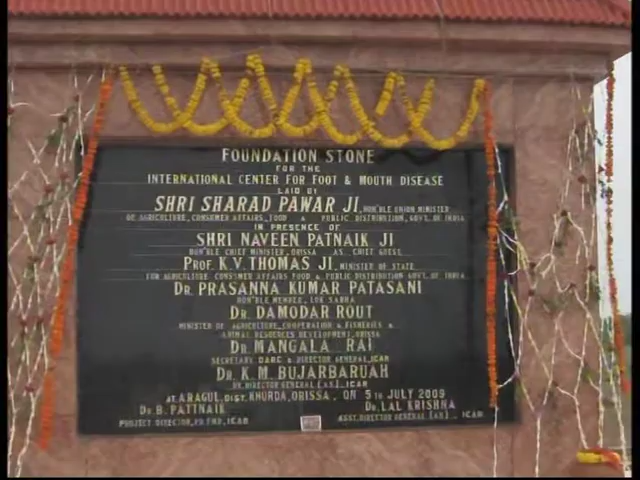 FOUNDATION STONE
FOR THE
INTERNATIONAL CENTER FOR FOOT & MOUTH DISEASE
LAID BY
SHRI SHARAD PAWAR JI, HON'BLE UNION MINISTER
OF AGRICULTURE, CONSUMER AFFAIRS, FOOD & PUBLIC DISTRIBUTION, GOVT. OF INDIA
IN PRESENCE OF
SHRI NAVEEN PATNAIK JI
HON'BLE CHIEF MINISTER, ORISSA AS CHIEF GUEST
PROF. K.V. THOMAS JI, MINISTER OF STATE
FOR AGRICULTURE, CONSUMER AFFAIRS FOOD & PUBLIC DISTRIBUTION GOVT. OF INDIA
DR. PRASANNA KUMAR PATASANI
HON'BLE MEMBER, LOK SABHA
DR. DAMODAR ROUT
MINISTER OF AGRICULTURE, COOPERATION & FISHERIES &
ANIMAL RESOURCES DEVELOPMENT, ORISSA
DR. MANGALA RAI
SECRETARY DARE & DIRECTOR GENERAL, ICAR
DR. K.M. BUJARBARUAH
DY. DIRECTOR GENERAL (A.S), ICAR
AT ARAGUL, DIST. KHURDA, ORISSA, ON 5TH JULY 2009
DR. B. PATTNAIK
PROJECT DIRECTOR, PD FMD, ICAR
DR. LAL KRISHNA
ASST. DIRECTOR GENERAL ICAR